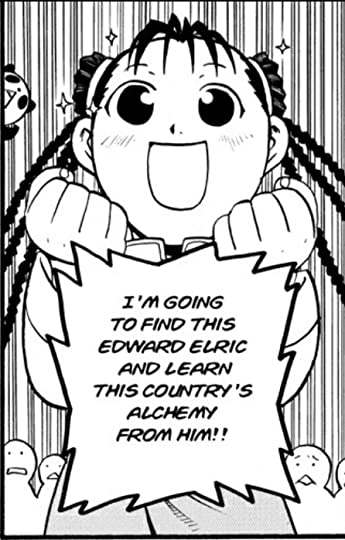 I'M GOING
TO FIND THIS
EDWARD ELRIC
AND LEARN
THIS COUNTRY'S
ALCHEMY
FROM HIM!!